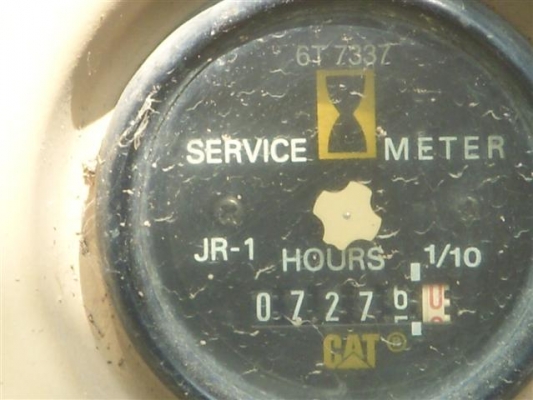 6T 7337
SERVICE METER
JR-1 HOURS 1/10
0727
CAT ®